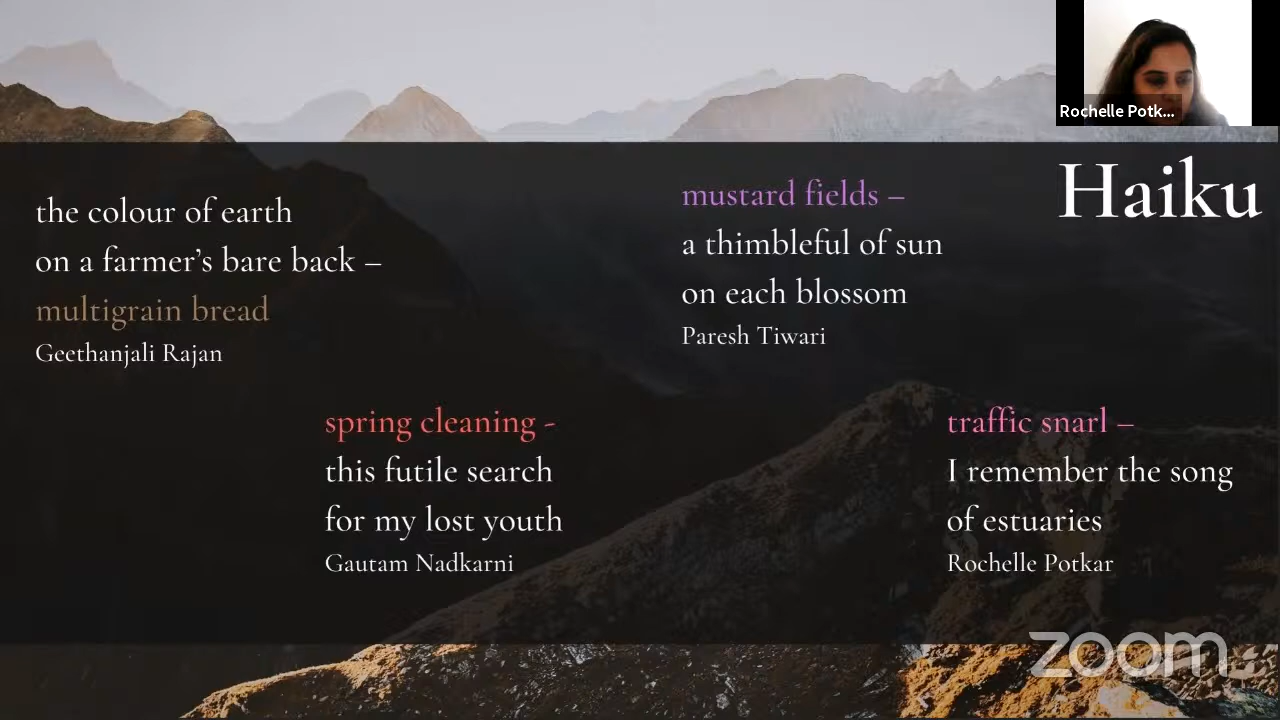 Rochelle Potk...
Haiku
the colour of earth
on a farmer's bare back –
multigrain bread
Geethanjali Rajan
mustard fields –
a thimbleful of sun
on each blossom
Paresh Tiwari
spring cleaning -
this futile search
for my lost youth
Gautam Nadkarni
traffic snarl –
I remember the song
of estuaries
Rochelle Potkar
zoom